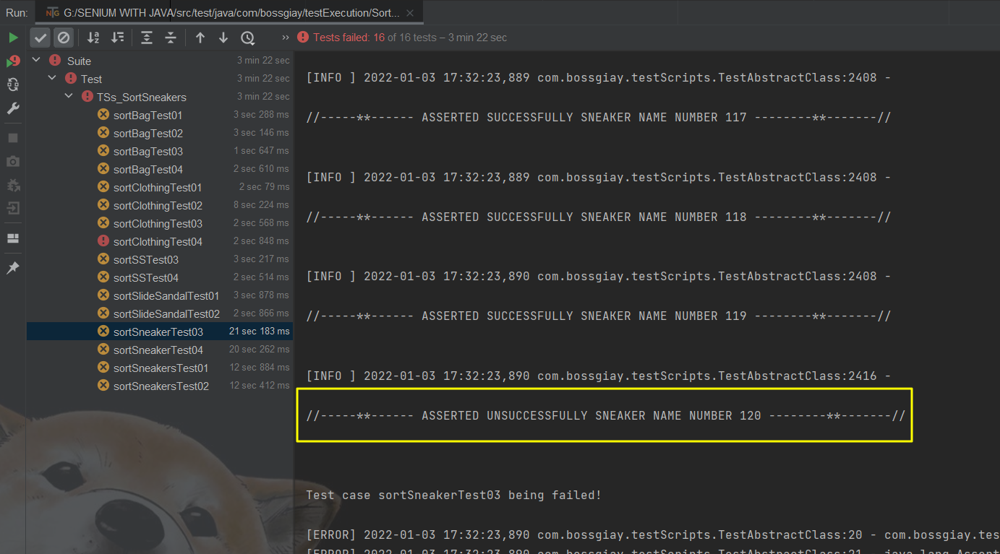 Run: G:/SENIUM WITH JAVA/src/test/java/com/bossgiay/testExecution/Sort...
Tests failed: 16 of 16 tests – 3 min 22 sec
Suite 3 min 22 sec
Test 3 min 22 sec
TSs_SortSneakers 3 min 22 sec
sortBagTest01 3 sec 288 ms
sortBagTest02 3 sec 146 ms
sortBagTest03 1 sec 647 ms
sortBagTest04 2 sec 610 ms
sortClothingTest01 2 sec 79 ms
sortClothingTest02 8 sec 224 ms
sortClothingTest03 2 sec 568 ms
sortClothingTest04 2 sec 848 ms
sortSSTest03 3 sec 217 ms
sortSSTest04 2 sec 514 ms
sortSlideSandalTest01 3 sec 878 ms
sortSlideSandalTest02 2 sec 866 ms
sortSneakerTest03 21 sec 183 ms
sortSneakerTest04 20 sec 262 ms
sortSneakersTest01 12 sec 884 ms
sortSneakersTest02 12 sec 412 ms
[INFO ] 2022-01-03 17:32:23,889 com.bossgiay.testScripts.TestAbstractClass:2408 -
//-----**------ ASSERTED SUCCESSFULLY SNEAKER NAME NUMBER 117 --------**-------//
[INFO ] 2022-01-03 17:32:23,889 com.bossgiay.testScripts.TestAbstractClass:2408 -
//-----**------ ASSERTED SUCCESSFULLY SNEAKER NAME NUMBER 118 --------**-------//
[INFO ] 2022-01-03 17:32:23,890 com.bossgiay.testScripts.TestAbstractClass:2408 -
//-----**------ ASSERTED SUCCESSFULLY SNEAKER NAME NUMBER 119 --------**-------//
[INFO ] 2022-01-03 17:32:23,890 com.bossgiay.testScripts.TestAbstractClass:2416 -
//-----**------ ASSERTED UNSUCCESSFULLY SNEAKER NAME NUMBER 120 --------**-------//
Test case sortSneakerTest03 being failed!
[ERROR] 2022-01-03 17:32:23,890 com.bossgiay.testScripts.TestAbstractClass:20 - com.bossgiay.tes
[ERROR] 2022-01-03 17:32:23,890 com.bossgiay.testScripts.TestAbstractClass:21 - java.lang.Assert